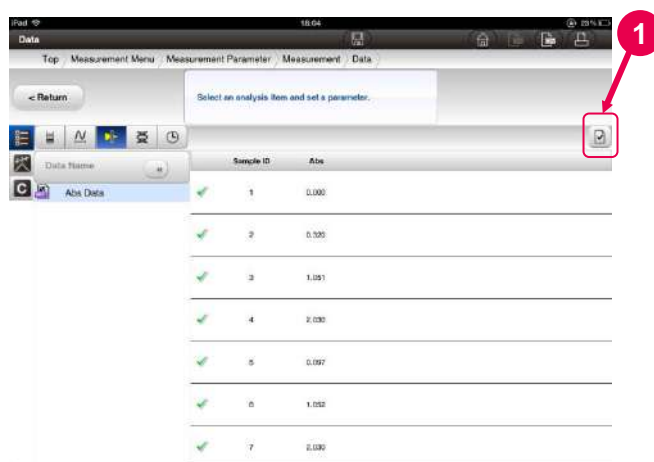 iPad 18:04 29%
Data
Top Measurement Menu Measurement Parameter Measurement Data
< Return
Select an analysis item and set a parameter.
1
Data Name «
Sample ID Abs
C Abs Data
1 0.000
2 0.320
3 1.051
4 2.030
5 0.097
6 1.052
7 2.030